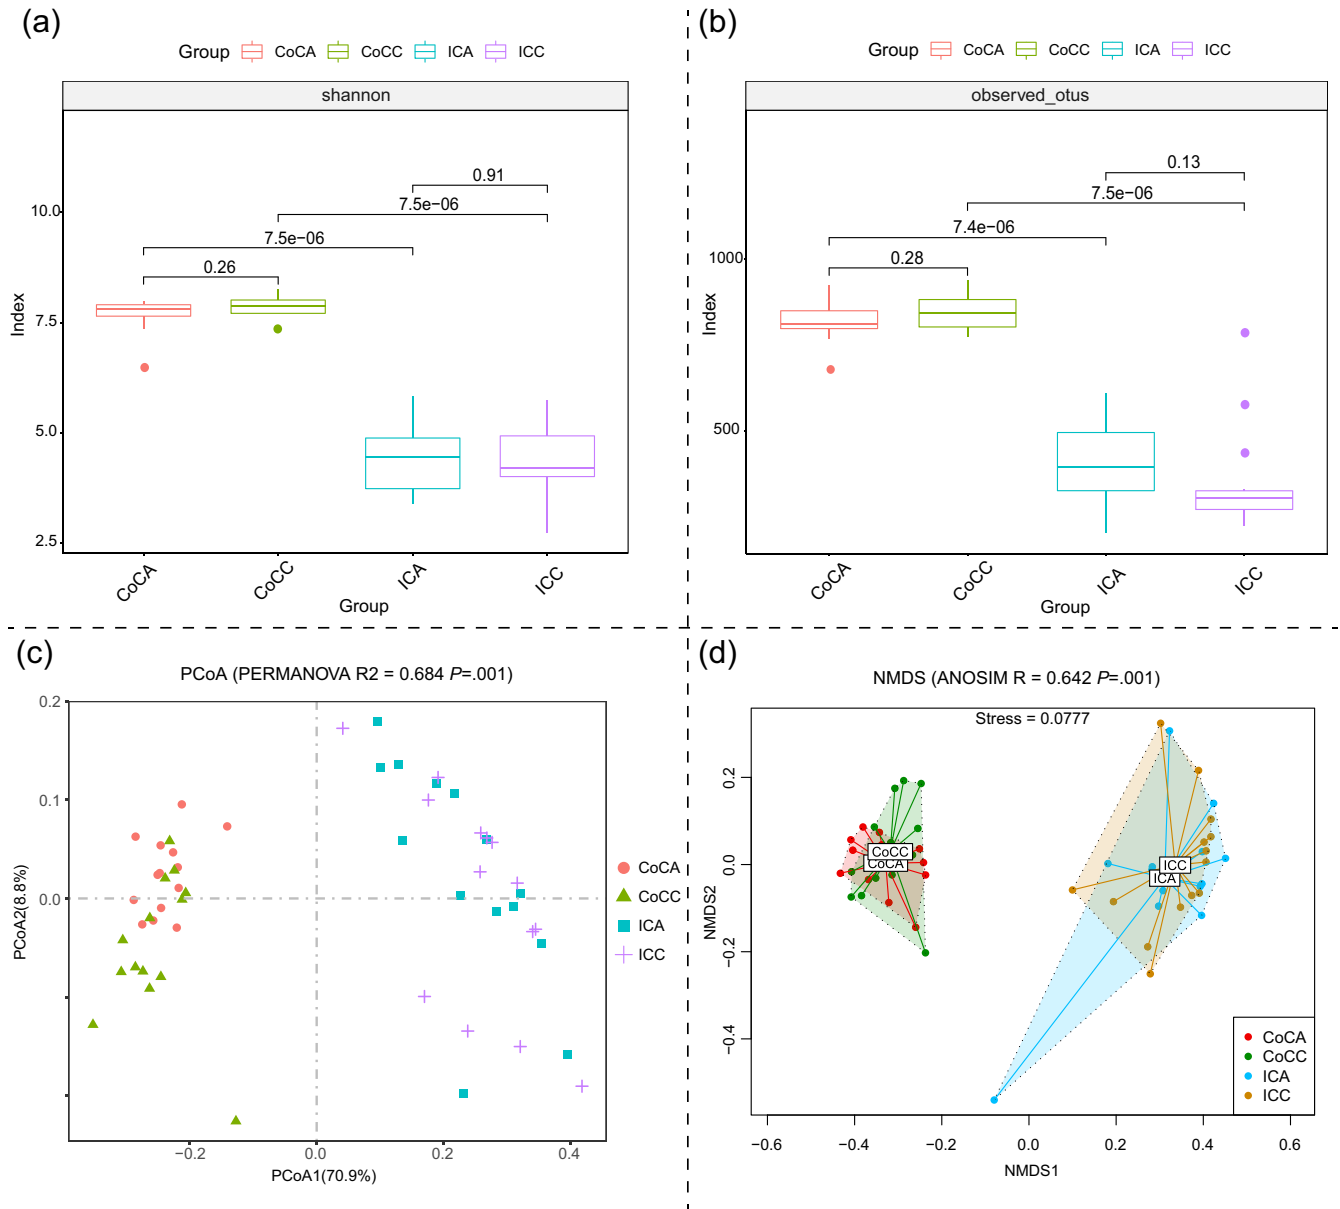 (a)
Group CoCA CoCC ICA ICC
shannon
10.0
7.5
5.0
2.5
Index
0.91
7.5e−06
7.5e−06
0.26
CoCA CoCC ICA ICC
Group
(b)
Group CoCA CoCC ICA ICC
observed_otus
1000
500
Index
0.13
7.5e−06
7.4e−06
0.28
CoCA CoCC ICA ICC
Group
(c)
PCoA (PERMANOVA R2 = 0.684 P=.001)
0.2
0.1
0.0
PCoA2(8.8%)
−0.2 0.0 0.2 0.4
PCoA1(70.9%)
CoCA
CoCC
ICA
ICC
(d)
NMDS (ANOSIM R = 0.642 P=.001)
Stress = 0.0777
0.2
0.0
−0.2
−0.4
NMDS2
CoCC
CoCA
ICC
ICA
CoCA
CoCC
ICA
ICC
−0.6 −0.4 −0.2 0.0 0.2 0.4 0.6
NMDS1